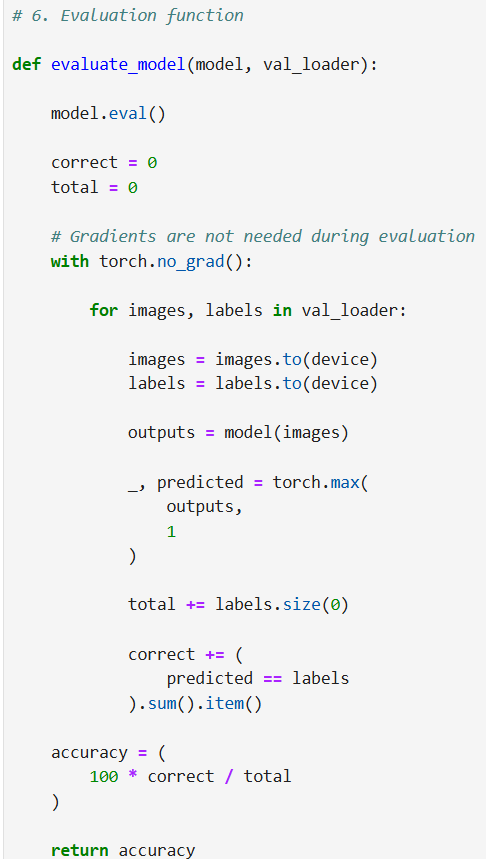 # 6. Evaluation function
def evaluate_model(model, val_loader):
model.eval()
correct = 0
total = 0
# Gradients are not needed during evaluation
with torch.no_grad():
for images, labels in val_loader:
images = images.to(device)
labels = labels.to(device)
outputs = model(images)
_, predicted = torch.max(
outputs,
1
)
total += labels.size(0)
correct += (
predicted == labels
).sum().item()
accuracy = (
100 * correct / total
)
return accuracy